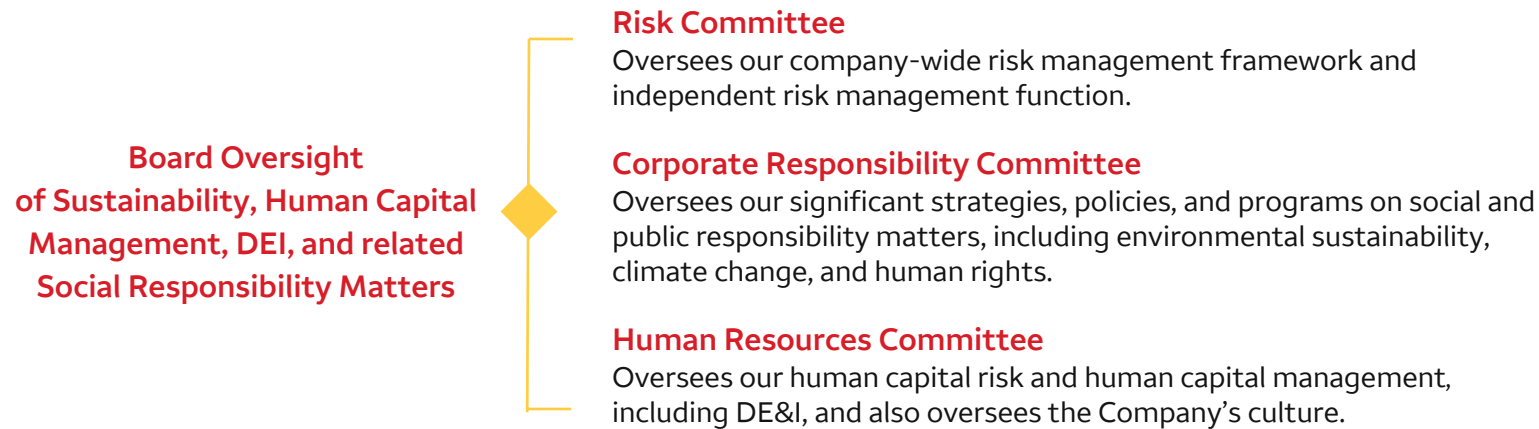 Board Oversight
of Sustainability, Human Capital
Management, DEI, and related
Social Responsibility Matters
Risk Committee
Oversees our company-wide risk management framework and
independent risk management function.
Corporate Responsibility Committee
Oversees our significant strategies, policies, and programs on social and
public responsibility matters, including environmental sustainability,
climate change, and human rights.
Human Resources Committee
Oversees our human capital risk and human capital management,
including DE&I, and also oversees the Company’s culture.